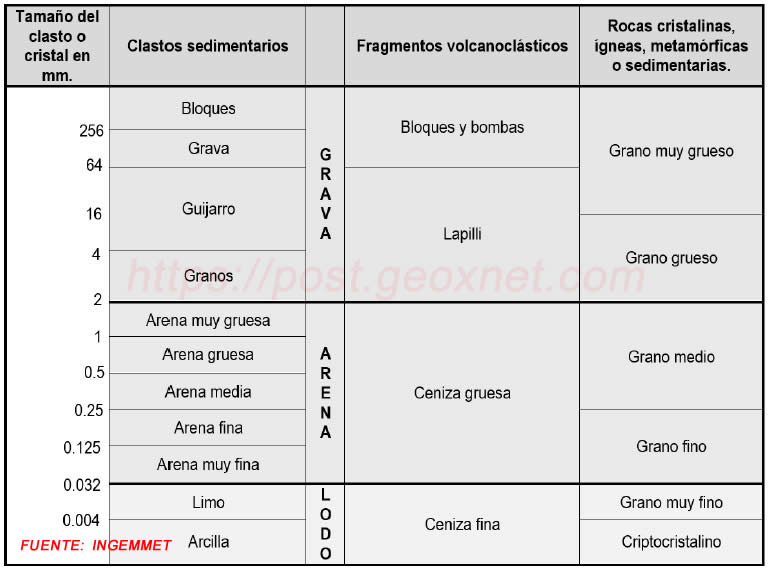 Tamaño del
clasto o
cristal en
mm.
Clastos sedimentarios
Fragmentos volcanoclásticos
Rocas cristalinas,
ígneas, metamórficas
o sedimentarias.
256
64
16
4
2
1
0.5
0.25
0.125
0.032
0.004
Bloques
Grava
Guijarro
Granos
Arena muy gruesa
Arena gruesa
Arena media
Arena fina
Arena muy fina
Limo
Arcilla
G
R
A
V
A
A
R
E
N
A
L
O
D
O
Bloques y bombas
Lapilli
Ceniza gruesa
Ceniza fina
Grano muy grueso
Grano grueso
Grano medio
Grano fino
Grano muy fino
Criptocristalino
https://post.geoxnet.com
FUENTE: INGEMMET